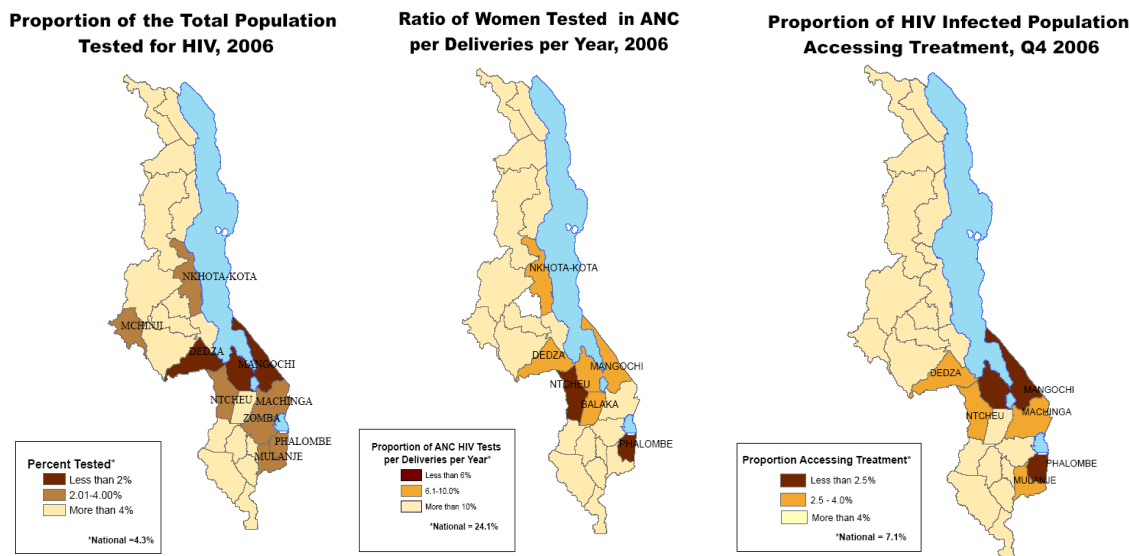 Proportion of the Total Population
Tested for HIV, 2006
NKHOTA-KOTA
MCHINJI
DEDZA
MANGOCHI
NTCHEU
MACHINGA
ZOMBA
PHALOMBE
MULANJE
Percent Tested*
Less than 2%
2.01-4.00%
More than 4%
*National =4.3%
Ratio of Women Tested in ANC
per Deliveries per Year, 2006
NKHOTA-KOTA
DEDZA
MANGOCHI
NTCHEU
BALAKA
PHALOMBE
Proportion of ANC HIV Tests
per Deliveries per Year*
Less than 6%
6.1-10.0%
More than 10%
*National = 24.1%
Proportion of HIV Infected Population
Accessing Treatment, Q4 2006
DEDZA
MANGOCHI
NTCHEU
MACHINGA
PHALOMBE
MULANJE
Proportion Accessing Treatment*
Less than 2.5%
2.5 - 4.0%
More than 4%
*National = 7.1%